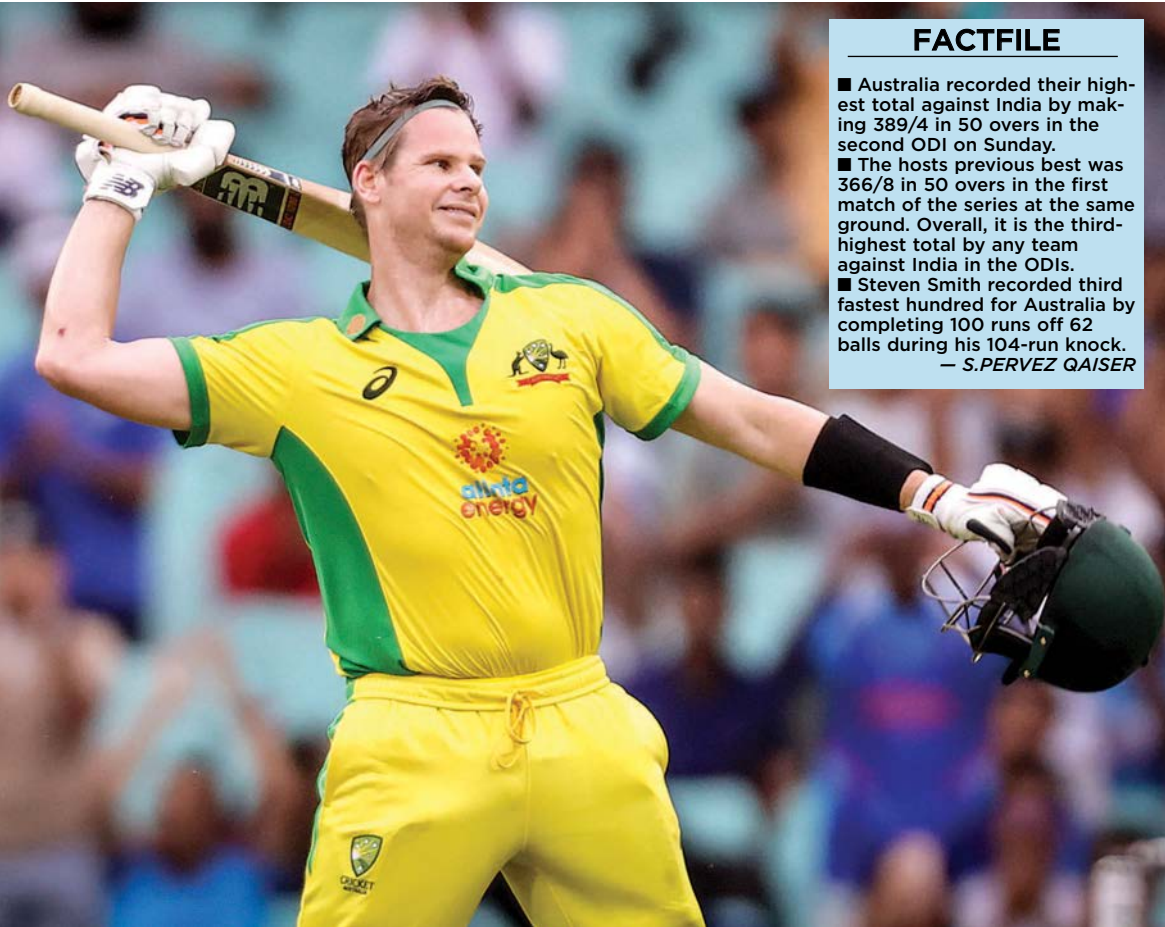 FACTFILE
■ Australia recorded their high-
est total against India by mak-
ing 389/4 in 50 overs in the
second ODI on Sunday.
■ The hosts previous best was
366/8 in 50 overs in the first
match of the series at the same
ground. Overall, it is the third-
highest total by any team
against India in the ODIs.
■ Steven Smith recorded third
fastest hundred for Australia by
completing 100 runs off 62
balls during his 104-run knock.
— S.PERVEZ QAISER
alinta
energy
CRICKET
AUSTRALIA